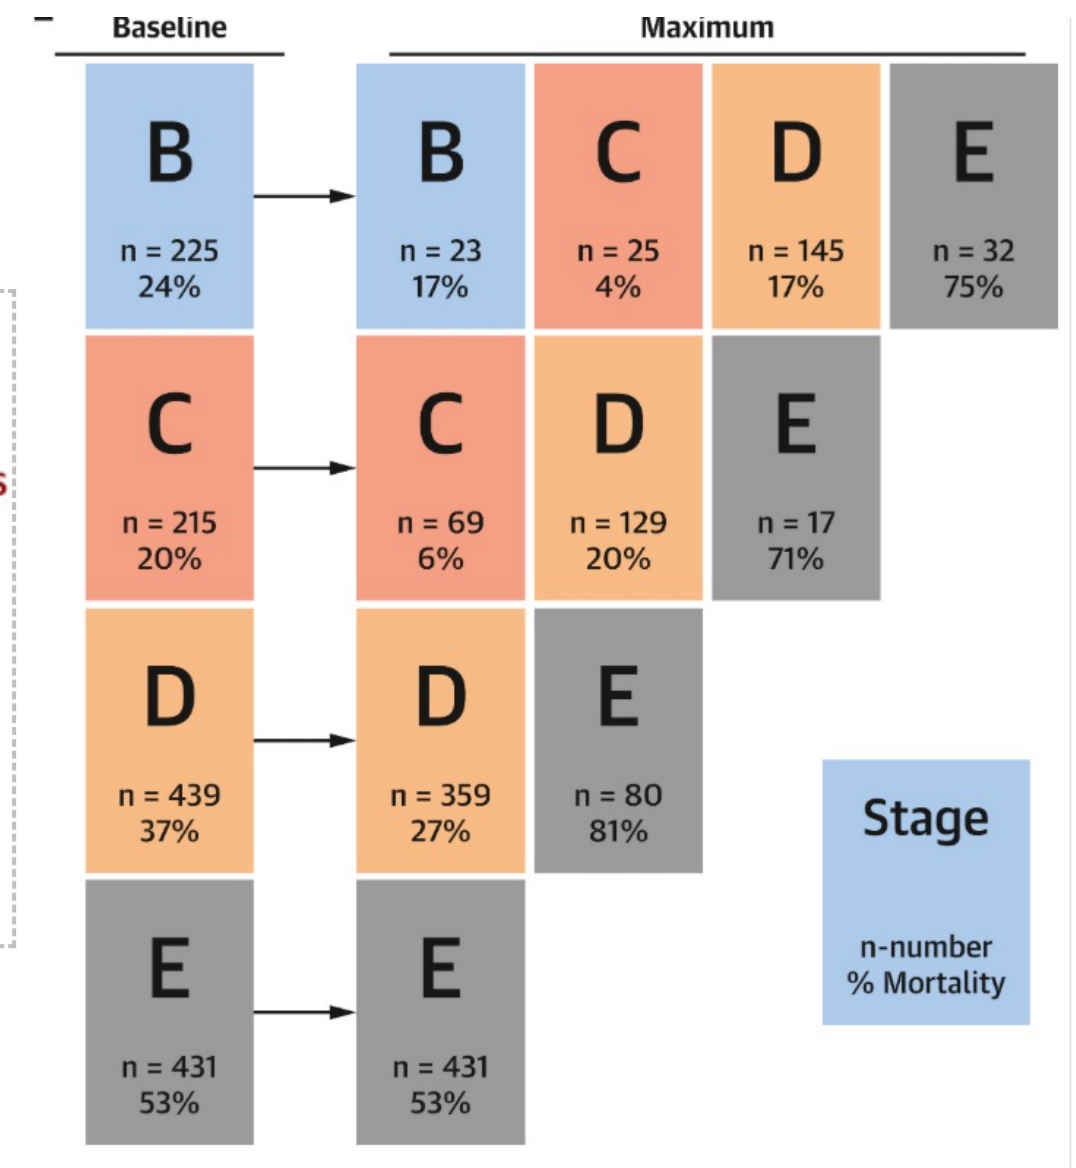 Baseline Maximum
B B C D E
n = 225 n = 23 n = 25 n = 145 n = 32
24% 17% 4% 17% 75%
C C D E
n = 215 n = 69 n = 129 n = 17
20% 6% 20% 71%
s
D D E
n = 439 n = 359 n = 80
37% 27% 81%
Stage
n-number
% Mortality
E E
n = 431 n = 431
53% 53%